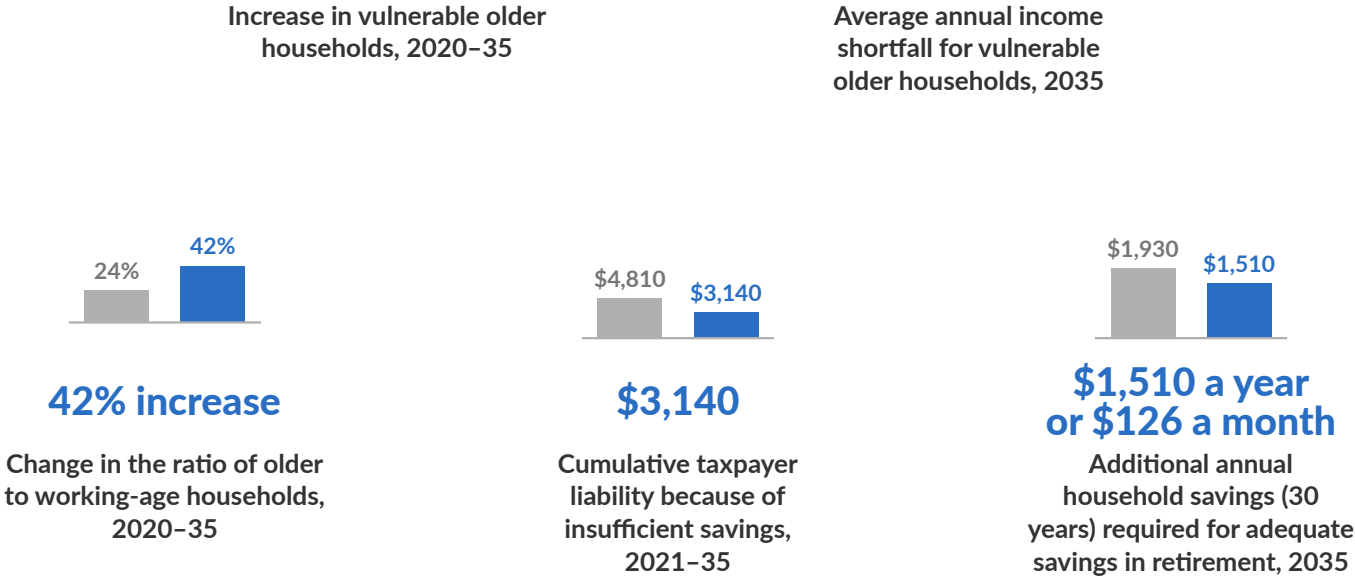 Increase in vulnerable older
households, 2020–35
Average annual income
shortfall for vulnerable
older households, 2035
24%
42%
42% increase
Change in the ratio of older
to working-age households,
2020–35
$4,810
$3,140
$3,140
Cumulative taxpayer
liability because of
insufficient savings,
2021–35
$1,930
$1,510
$1,510 a year
or $126 a month
Additional annual
household savings (30
years) required for adequate
savings in retirement, 2035